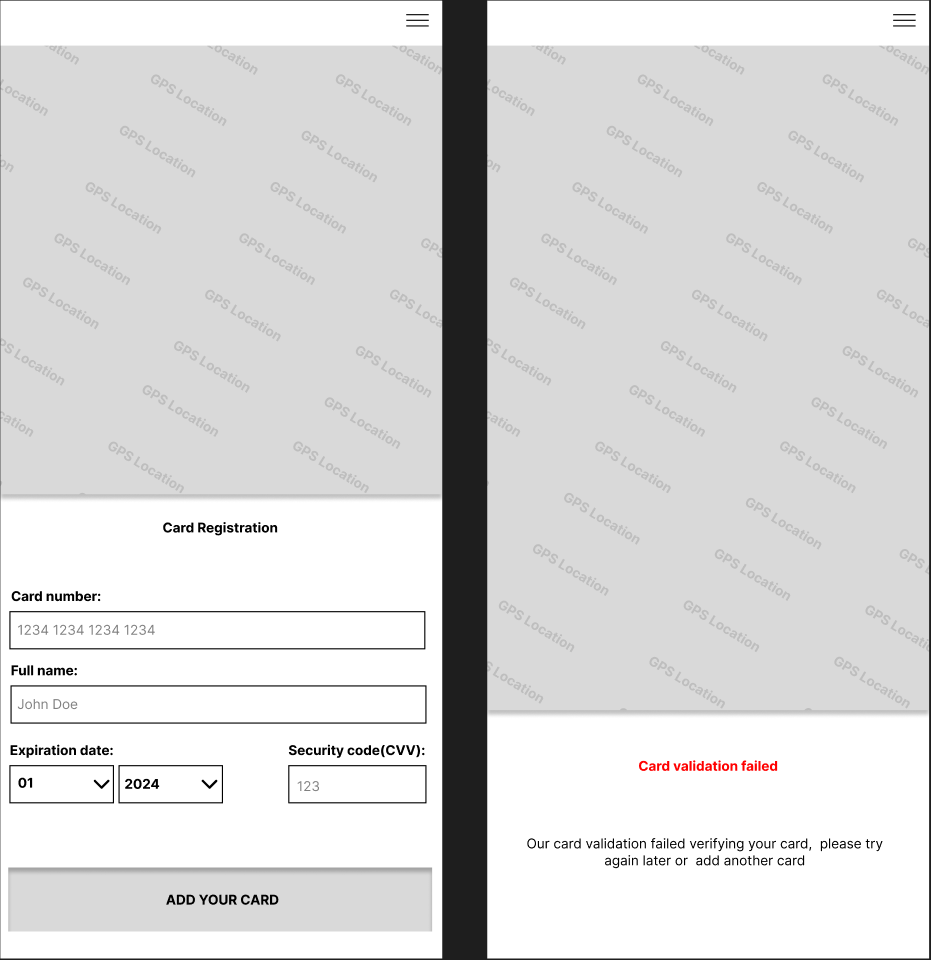 GPS Location
Card Registration
Card number:
1234 1234 1234 1234
Full name:
John Doe
Expiration date:
Security code(CVV):
01
2024
123
ADD YOUR CARD
GPS Location
Card validation failed
Our card validation failed verifying your card,  please try
again later or  add another card